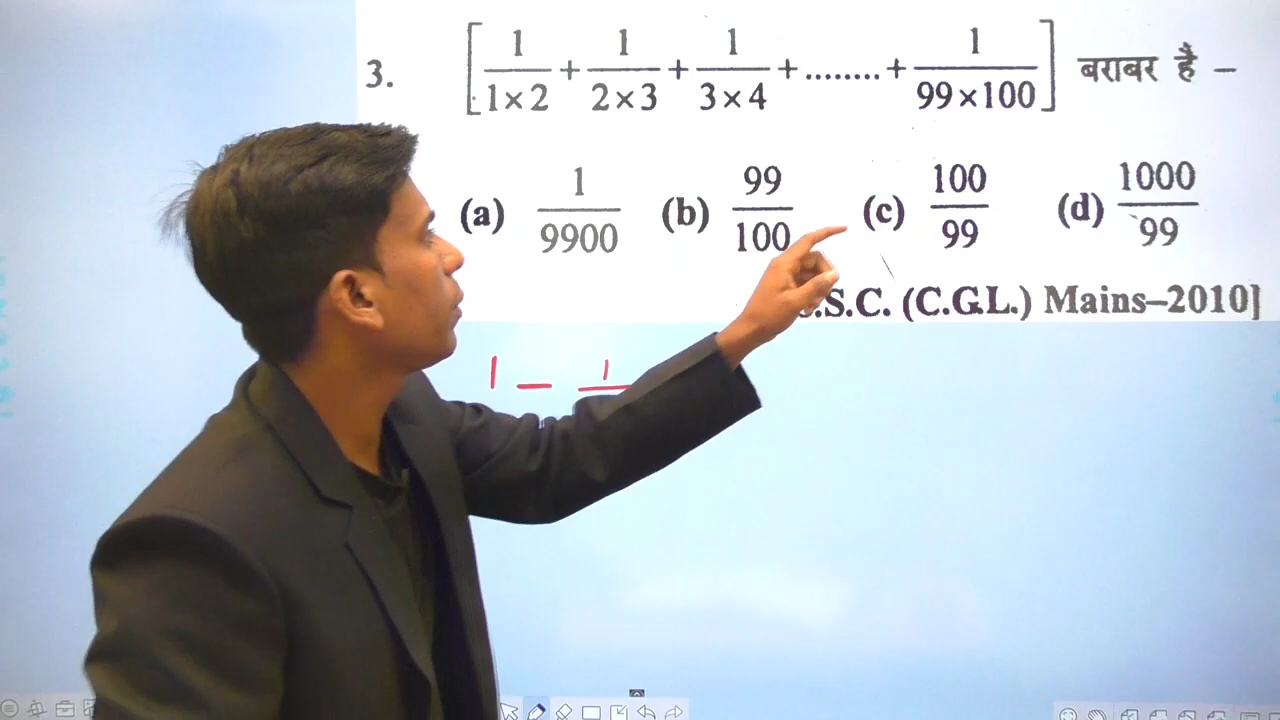 3. [1/1×2 + 1/2×3 + 1/3×4 + ........ + 1/99×100] बराबर है –
(a) 1/9900 (b) 99/100 (c) 100/99 (d) 1000/99
.S.C. (C.G.L.) Mains–2010]
1 – 1